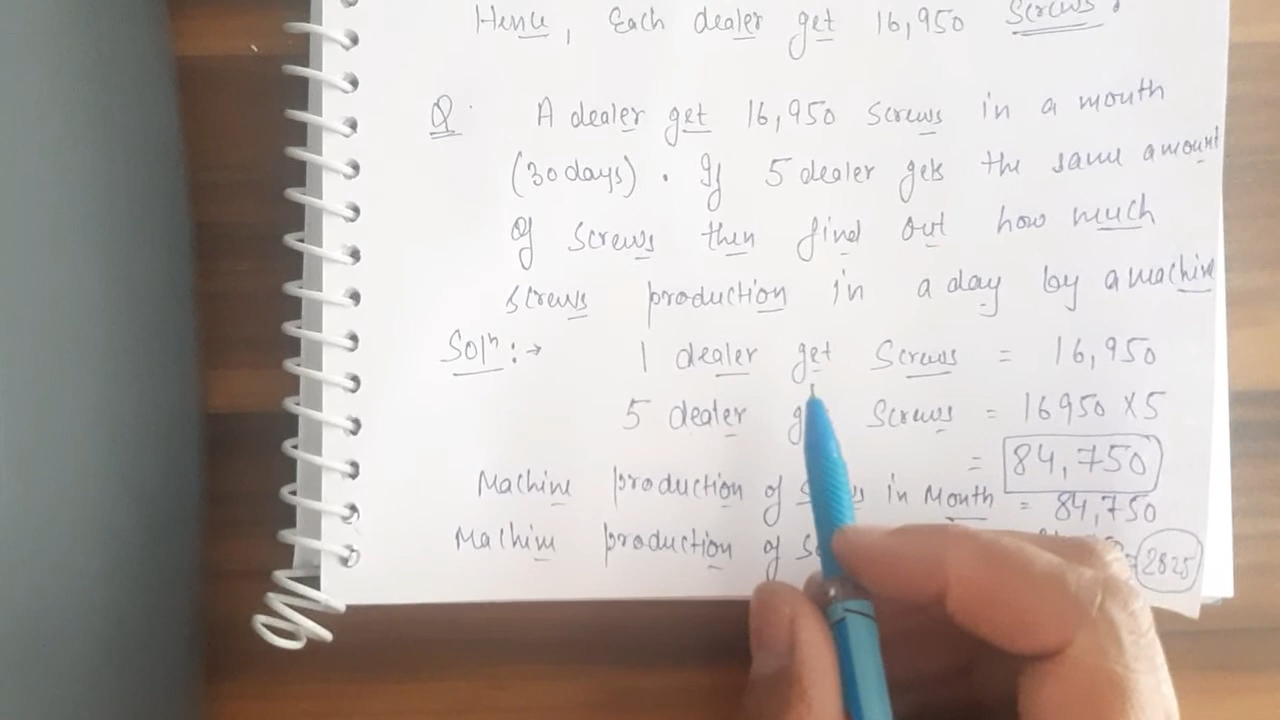 Hence, Each dealer get 16,950 Screws.
Q. A dealer get 16,950 screws in a month
(30 days). If 5 dealer gets the same amount
of screws then find out how much
screws production in a day by a machine
Solⁿ:→ 1 dealer get Screws = 16,950
5 dealer Screws = 16950 X 5
= 84,750
Machine production of in Month = 84,750
Machine production of 2825